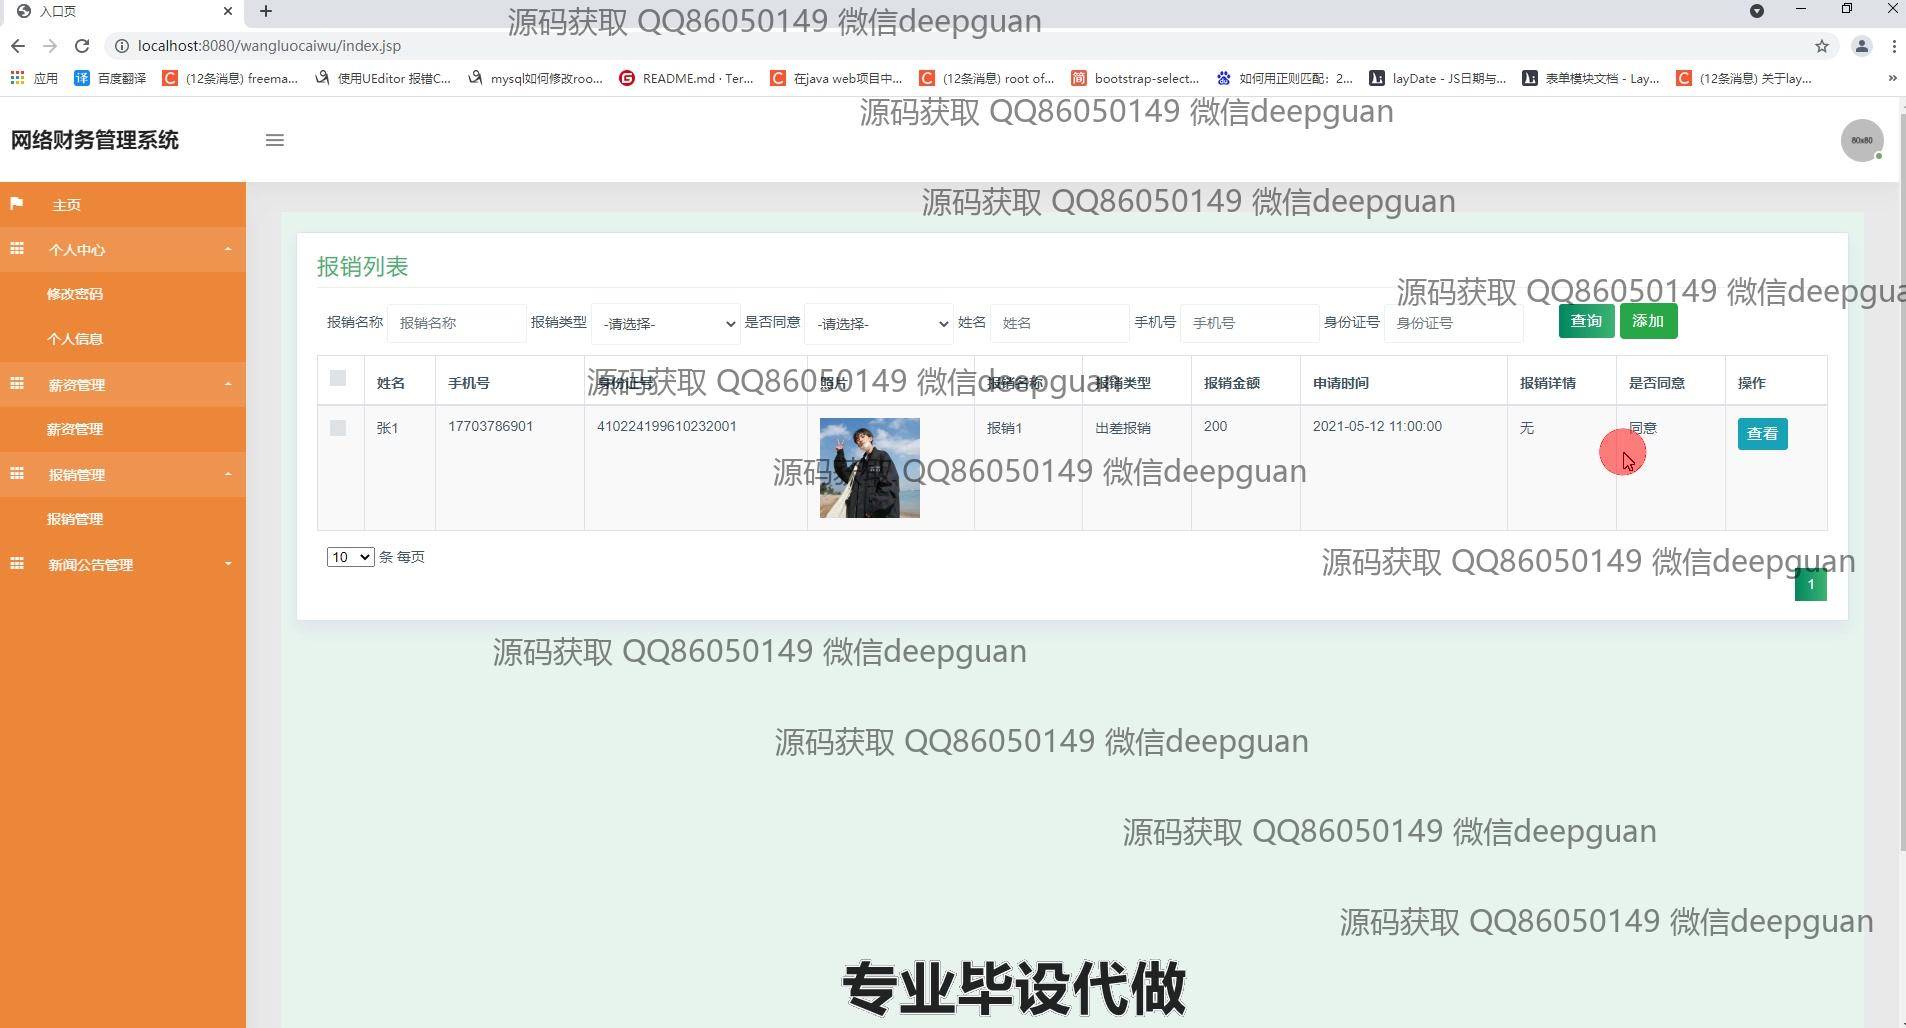 入口页
源码获取 QQ86050149 微信deepguan
localhost:8080/wangluocaiwu/index.jsp
应用 百度翻译 (12条消息) freema... 使用UEditor 报错C... mysql如何修改roo... README.md · Ter... 在java web项目中... (12条消息) root of... bootstrap-select... 如何用正则匹配：2... layDate - JS日期与... 表单模块文档 - Lay... (12条消息) 关于lay... »
源码获取 QQ86050149 微信deepguan
网络财务管理系统
80x80
主页
源码获取 QQ86050149 微信deepguan
个人中心
修改密码
个人信息
薪资管理
薪资管理
报销管理
报销管理
新闻公告管理
报销列表
源码获取 QQ86050149 微信deepgua
报销名称 报销名称 报销类型 -请选择- 是否同意 -请选择- 姓名 姓名 手机号 手机号 身份证号 身份证号 查询 添加
姓名 手机号 身份证号 照片 报销名称 报销类型 报销金额 申请时间 报销详情 是否同意 操作
源码获取 QQ86050149 微信deepguan
张1 17703786901 410224199610232001 报销1 出差报销 200 2021-05-12 11:00:00 无 同意 查看
源码获取 QQ86050149 微信deepguan
10 条 每页
源码获取 QQ86050149 微信deepguan
1
源码获取 QQ86050149 微信deepguan
源码获取 QQ86050149 微信deepguan
源码获取 QQ86050149 微信deepguan
源码获取 QQ86050149 微信deepguan
专业毕设代做